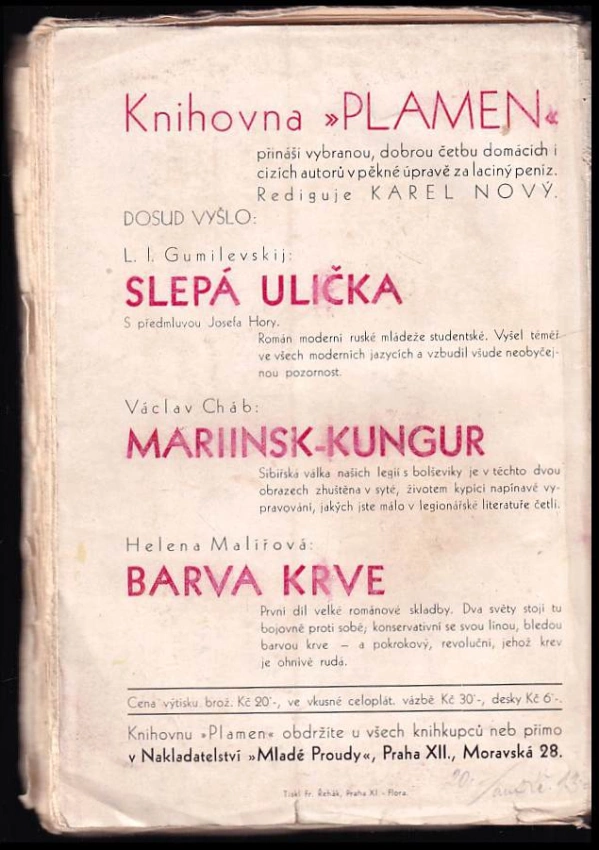 Knihovna »PLAMEN«
přináší vybranou, dobrou četbu domácích i
cizích autorů v pěkné úpravě za laciný peníz.
Rediguje KAREL NOVÝ.
DOSUD VYŠLO:
L. I. Gumilevskij:
SLEPÁ ULIČKA
S předmluvou Josefa Hory.
Román moderní ruské mládeže studentské. Vyšel téměř
ve všech moderních jazycích a vzbudil všude neobyčej-
nou pozornost.
Václav Cháb:
MARIINSK-KUNGUR
Sibiřská válka našich legií s bolševiky je v těchto dvou
obrazech zhuštěna v syté, životem kypící napínavé vy-
pravování, jakých jste málo v legionářské literatuře četli.
Helena Malířová:
BARVA KRVE
První díl velké románové skladby. Dva světy stojí tu
bojovně proti sobě; konservativní se svou línou, bledou
barvou krve — a pokrokový, revoluční, jehož krev
je ohnivě rudá.
Cena výtisku brož. Kč 20·-, ve vkusné celoplát. vazbě Kč 30·-, desky Kč 6·-.
Knihovnu »Plamen« obdržíte u všech knihkupců neb přímo
v Nakladatelství »Mladé Proudy«, Praha XII., Moravská 28.
Tiskl Fr. Řehák, Praha XI. - Flora.
20.-